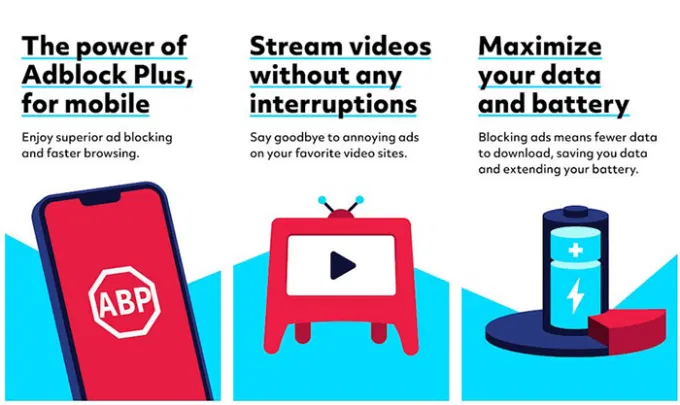 The power of
Adblock Plus,
for mobile
Enjoy superior ad blocking
and faster browsing.
ABP
Stream videos
without any
interruptions
Say goodbye to annoying ads
on your favorite video sites.
Maximize
your data
and battery
Blocking ads means fewer data
to download, saving you data
and extending your battery.